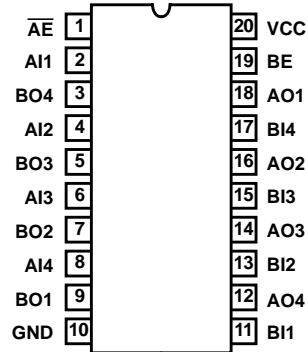 AE 1 20 VCC
AI1 2 19 BE
BO4 3 18 AO1
AI2 4 17 BI4
BO3 5 16 AO2
AI3 6 15 BI3
BO2 7 14 AO3
AI4 8 13 BI2
BO1 9 12 AO4
GND 10 11 BI1